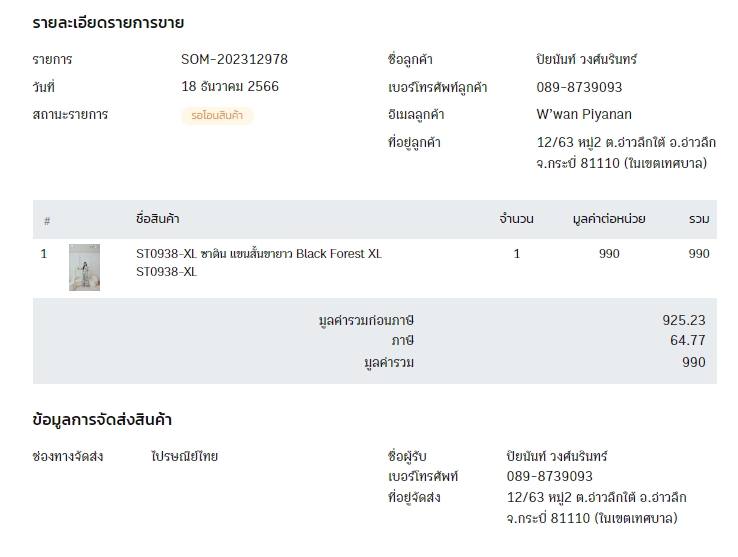 รายละเอียดรายการขาย
รายการ SOM-202312978
วันที่ 18 ธันวาคม 2566
สถานะรายการ รอโอนสินค้า
ชื่อลูกค้า ปิยนันท์ วงศ์นรินทร์
เบอร์โทรศัพท์ลูกค้า 089-8739093
อีเมลลูกค้า W'wan Piyanan
ที่อยู่ลูกค้า 12/63 หมู่2 ต.อ่าวลึกใต้ อ.อ่าวลึก
จ.กระบี่ 81110 (ในเขตเทศบาล)
# ชื่อสินค้า จำนวน มูลค่าต่อหน่วย รวม
1 ST0938-XL ซาติน แขนสั้นขายาว Black Forest XL 1 990 990
ST0938-XL
มูลค่ารวมก่อนภาษี 925.23
ภาษี 64.77
มูลค่ารวม 990
ข้อมูลการจัดส่งสินค้า
ช่องทางจัดส่ง ไปรษณีย์ไทย
ชื่อผู้รับ ปิยนันท์ วงศ์นรินทร์
เบอร์โทรศัพท์ 089-8739093
ที่อยู่จัดส่ง 12/63 หมู่2 ต.อ่าวลึกใต้ อ.อ่าวลึก
จ.กระบี่ 81110 (ในเขตเทศบาล)